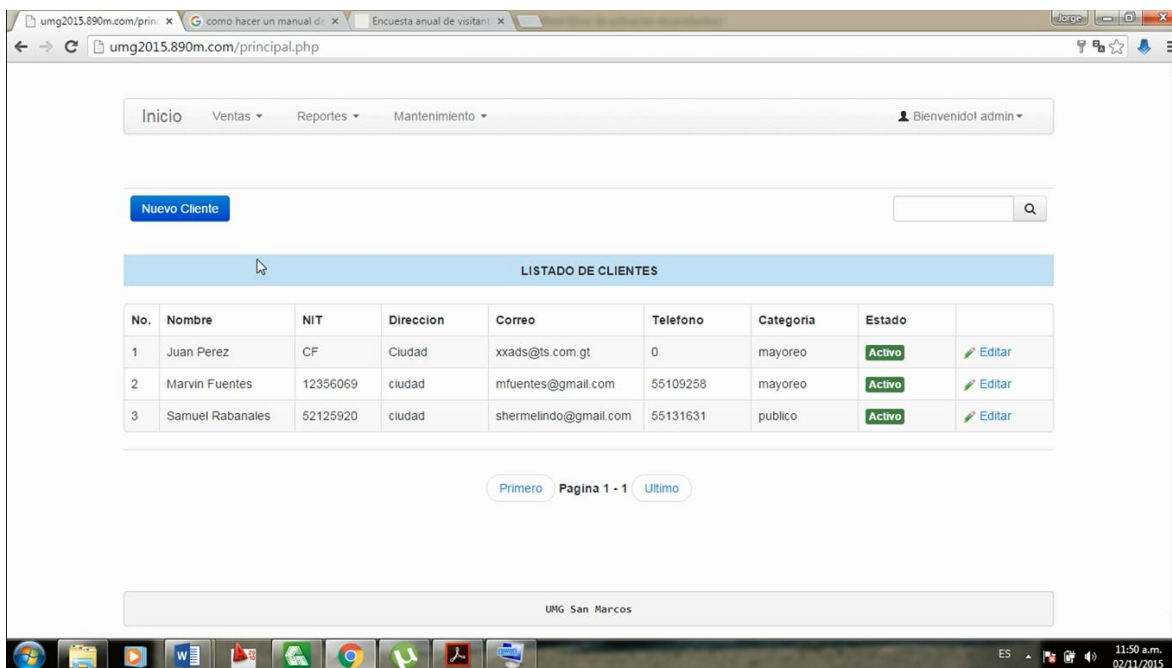 umg2015.890m.com/princ
como hacer un manual de
Encuesta anual de visitant
Jorge
umg2015.890m.com/principal.php
Inicio Ventas Reportes Mantenimiento Bienvenido! admin
Nuevo Cliente
LISTADO DE CLIENTES
No. Nombre NIT Direccion Correo Telefono Categoria Estado
1 Juan Perez CF Ciudad xxads@ts.com.gt 0 mayoreo Activo Editar
2 Marvin Fuentes 12356069 ciudad mfuentes@gmail.com 55109258 mayoreo Activo Editar
3 Samuel Rabanales 52125920 ciudad shermelindo@gmail.com 55131631 publico Activo Editar
Primero Pagina 1 - 1 Ultimo
UMG San Marcos
ES 11:50 a.m.
02/11/2015